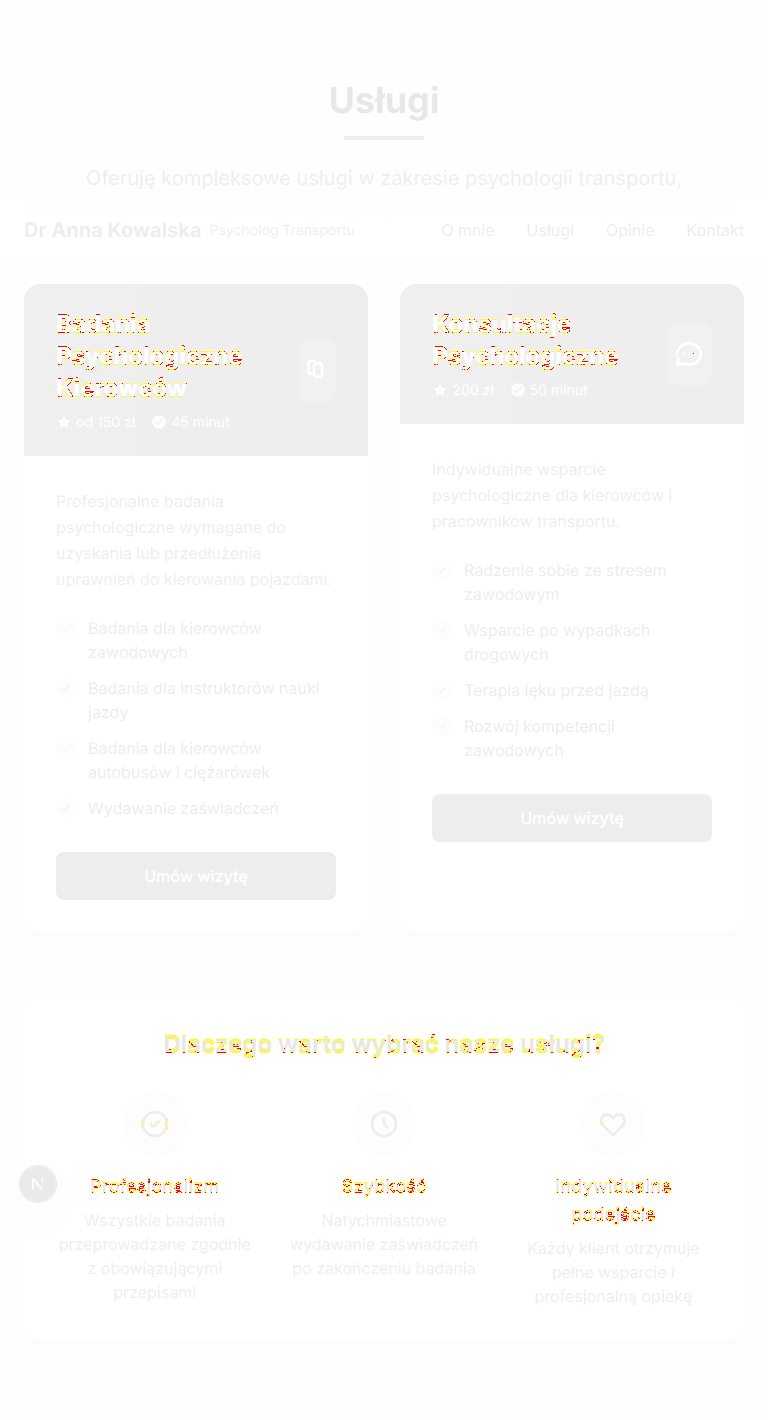 Usługi
Oferuję kompleksowe usługi w zakresie psychologii transportu,
Dr Anna Kowalska Psycholog Transportu
O mnie Usługi Opinie Kontakt
Badania
Psychologiczne
Kierowców
od 150 zł 45 minut
Profesjonalne badania
psychologiczne wymagane do
uzyskania lub przedłużenia
uprawnień do kierowania pojazdami.
Badania dla kierowców
zawodowych
Badania dla instruktorów nauki
jazdy
Badania dla kierowców
autobusów i ciężarówek
Wydawanie zaświadczeń
Umów wizytę
Konsultacje
Psychologiczne
200 zł 50 minut
Indywidualne wsparcie
psychologiczne dla kierowców i
pracowników transportu.
Radzenie sobie ze stresem
zawodowym
Wsparcie po wypadkach
drogowych
Terapia lęku przed jazdą
Rozwój kompetencji
zawodowych
Umów wizytę
Dlaczego warto wybrać nasze usługi?
Profesjonalizm
Wszystkie badania
przeprowadzane zgodnie
z obowiązującymi
przepisami
Szybkość
Natychmiastowe
wydawanie zaświadczeń
po zakończeniu badania
Indywidualne
podejście
Każdy klient otrzymuje
pełne wsparcie i
profesjonalną opiekę
N